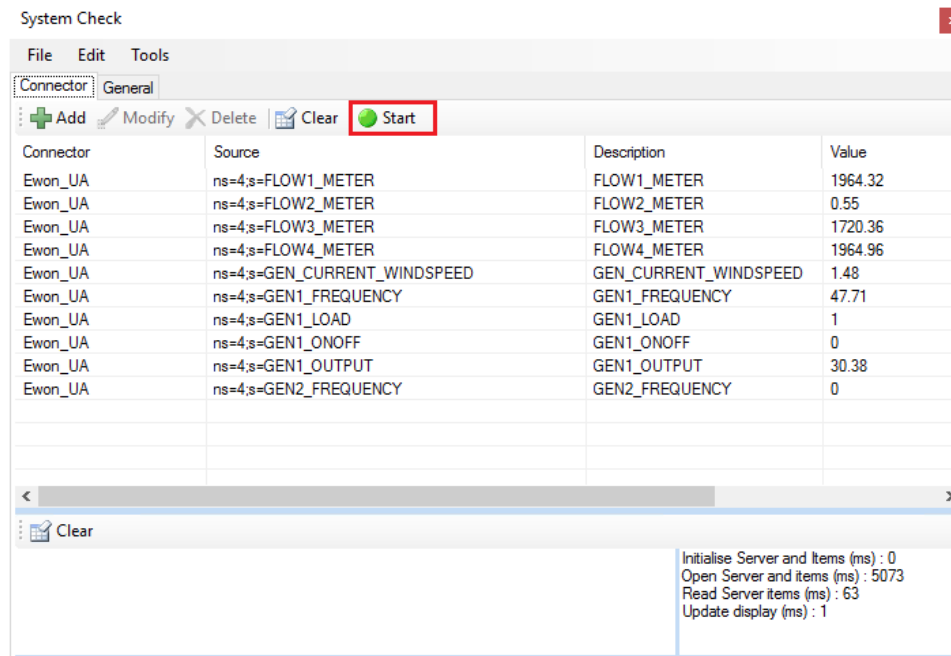 System Check
File Edit Tools
Connector General
Add Modify Delete Clear Start
Connector Source Description Value
Ewon_UA ns=4;s=FLOW1_METER FLOW1_METER 1964.32
Ewon_UA ns=4;s=FLOW2_METER FLOW2_METER 0.55
Ewon_UA ns=4;s=FLOW3_METER FLOW3_METER 1720.36
Ewon_UA ns=4;s=FLOW4_METER FLOW4_METER 1964.96
Ewon_UA ns=4;s=GEN_CURRENT_WINDSPEED GEN_CURRENT_WINDSPEED 1.48
Ewon_UA ns=4;s=GEN1_FREQUENCY GEN1_FREQUENCY 47.71
Ewon_UA ns=4;s=GEN1_LOAD GEN1_LOAD 1
Ewon_UA ns=4;s=GEN1_ONOFF GEN1_ONOFF 0
Ewon_UA ns=4;s=GEN1_OUTPUT GEN1_OUTPUT 30.38
Ewon_UA ns=4;s=GEN2_FREQUENCY GEN2_FREQUENCY 0
Clear
Initialise Server and Items (ms) : 0
Open Server and items (ms) : 5073
Read Server items (ms) : 63
Update display (ms) : 1